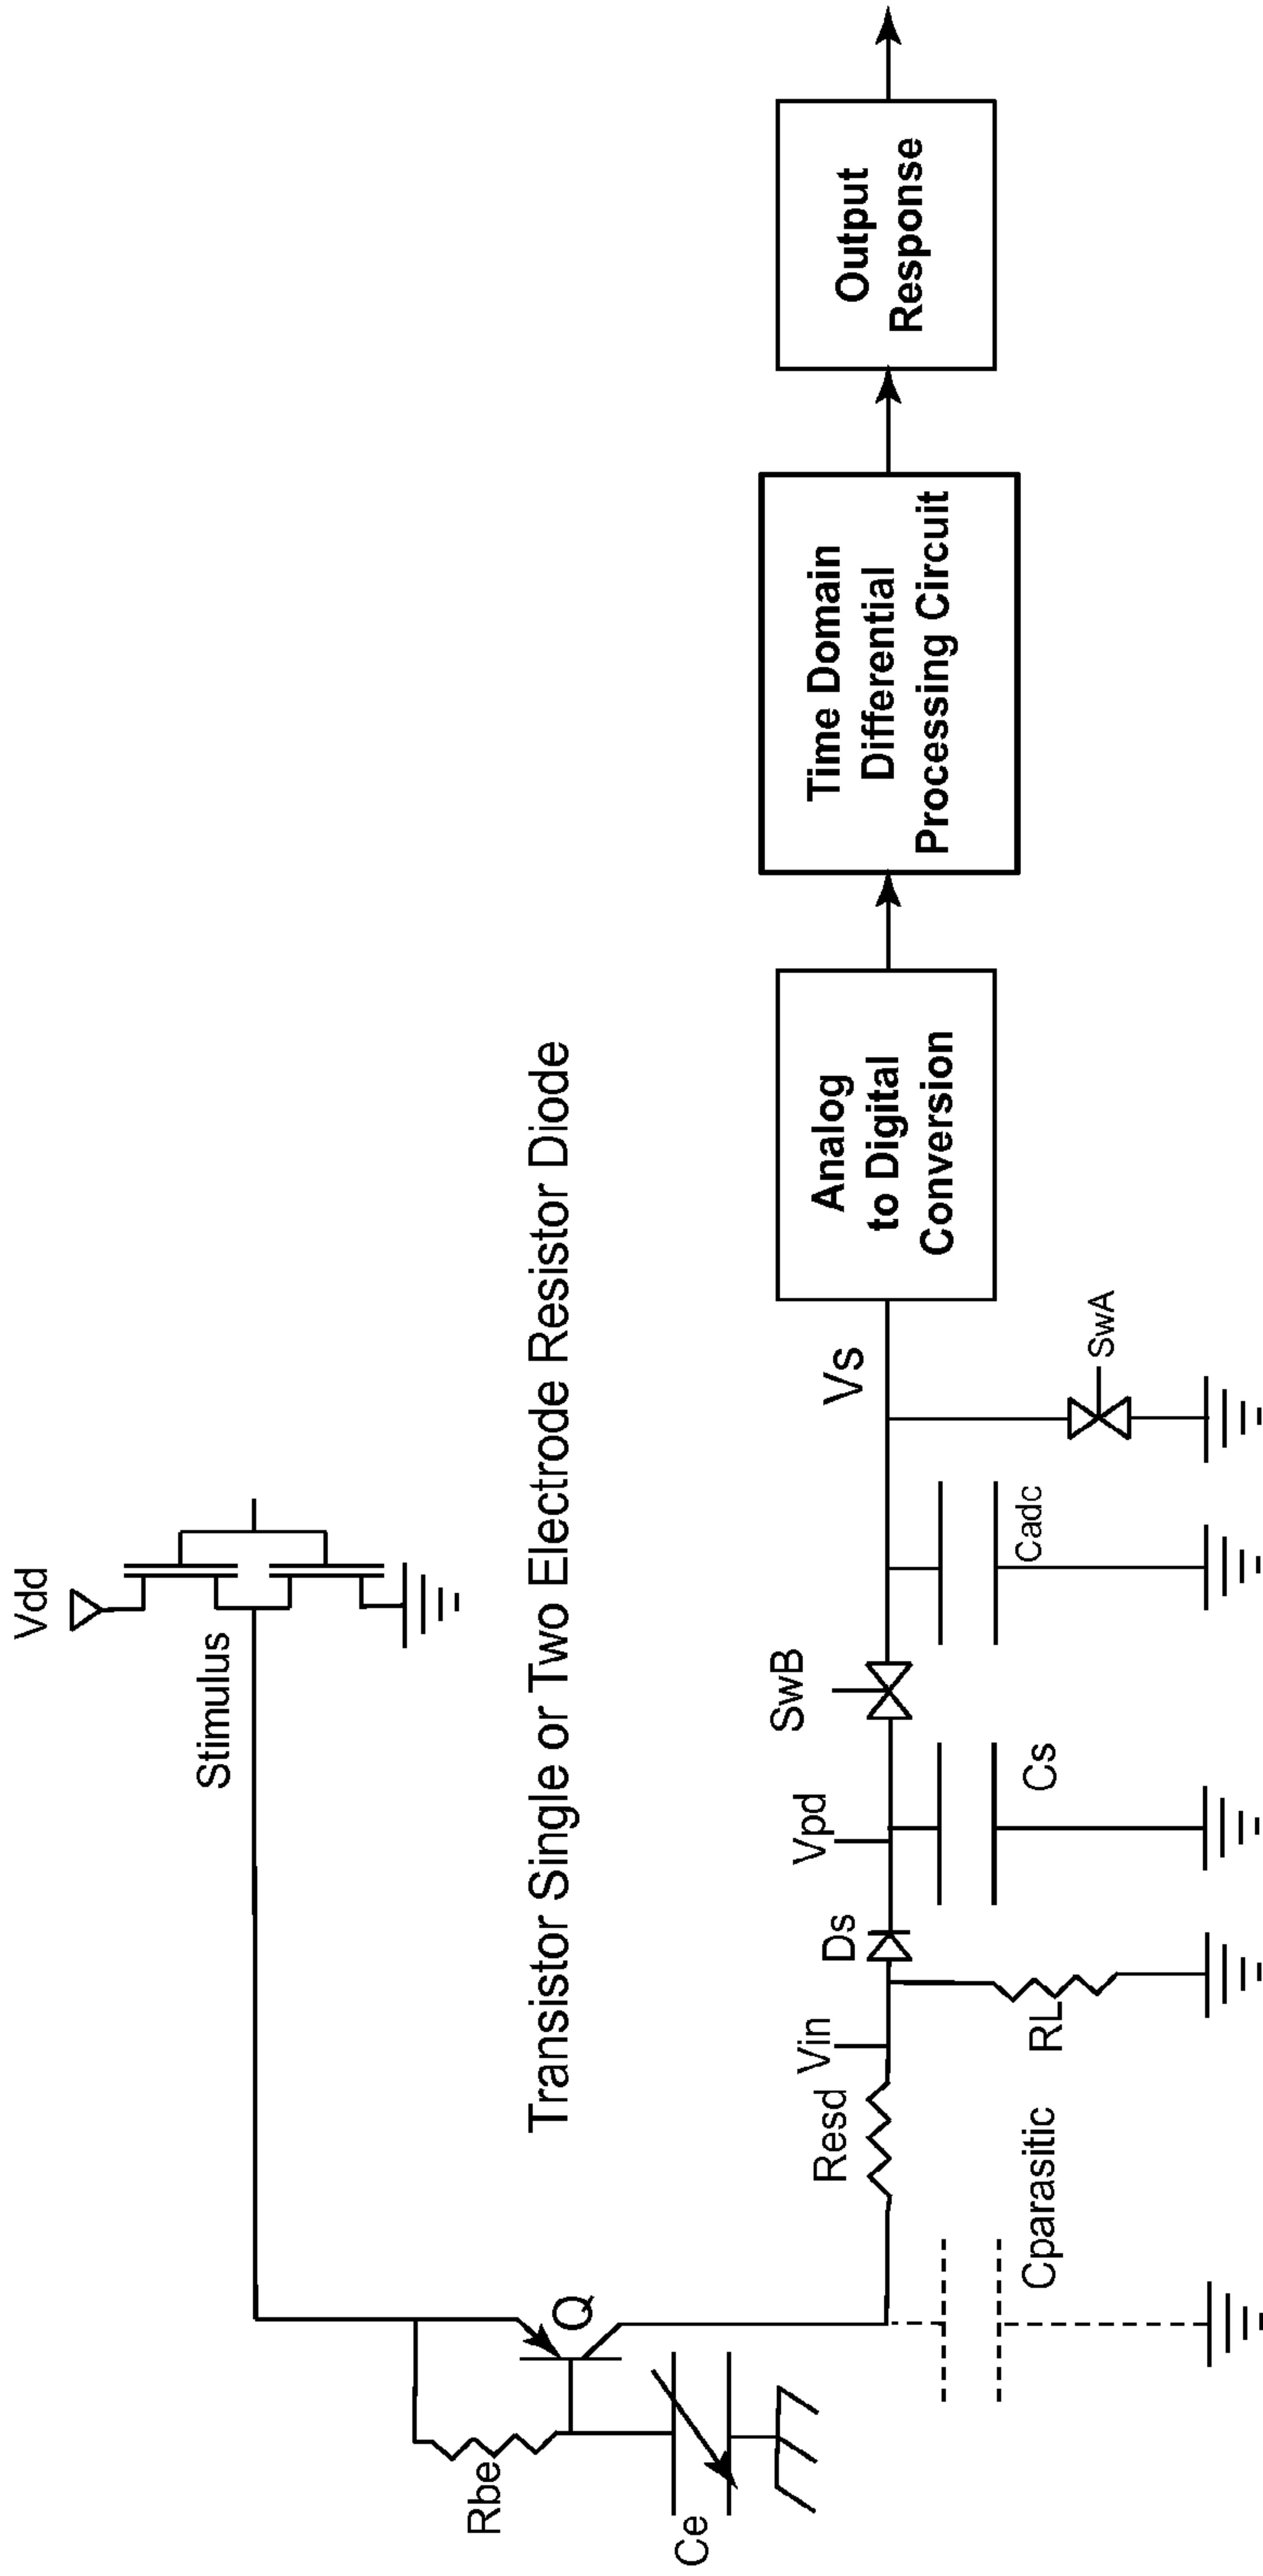 Vdd
Stimulus
Transistor Single or Two Electrode Resistor Diode
Rbe
Q
Ce
Cparasitic
Resd
Vin
RL
Ds
Vpd
Cs
SwB
Cadc
Vs
SwA
Analog
to Digital
Conversion
Time Domain
Differential
Processing Circuit
Output
Response